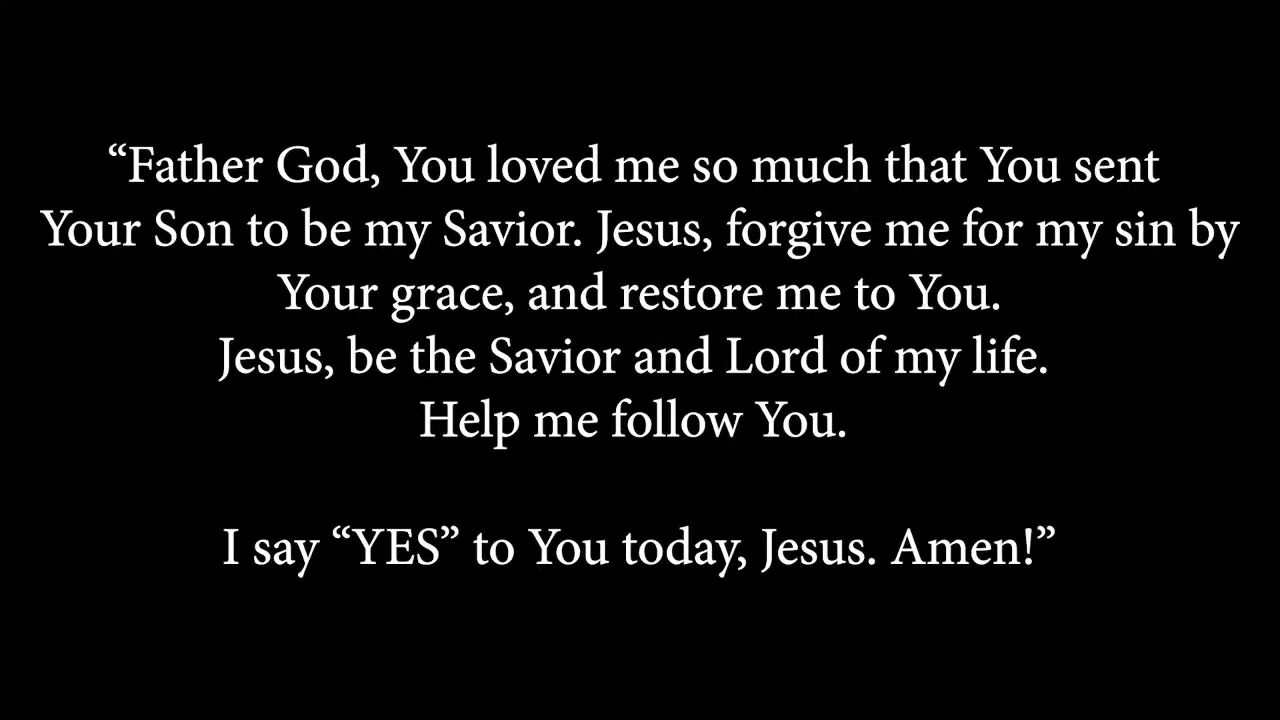 “Father God, You loved me so much that You sent
Your Son to be my Savior. Jesus, forgive me for my sin by
Your grace, and restore me to You.
Jesus, be the Savior and Lord of my life.
Help me follow You.
I say “YES” to You today, Jesus. Amen!”